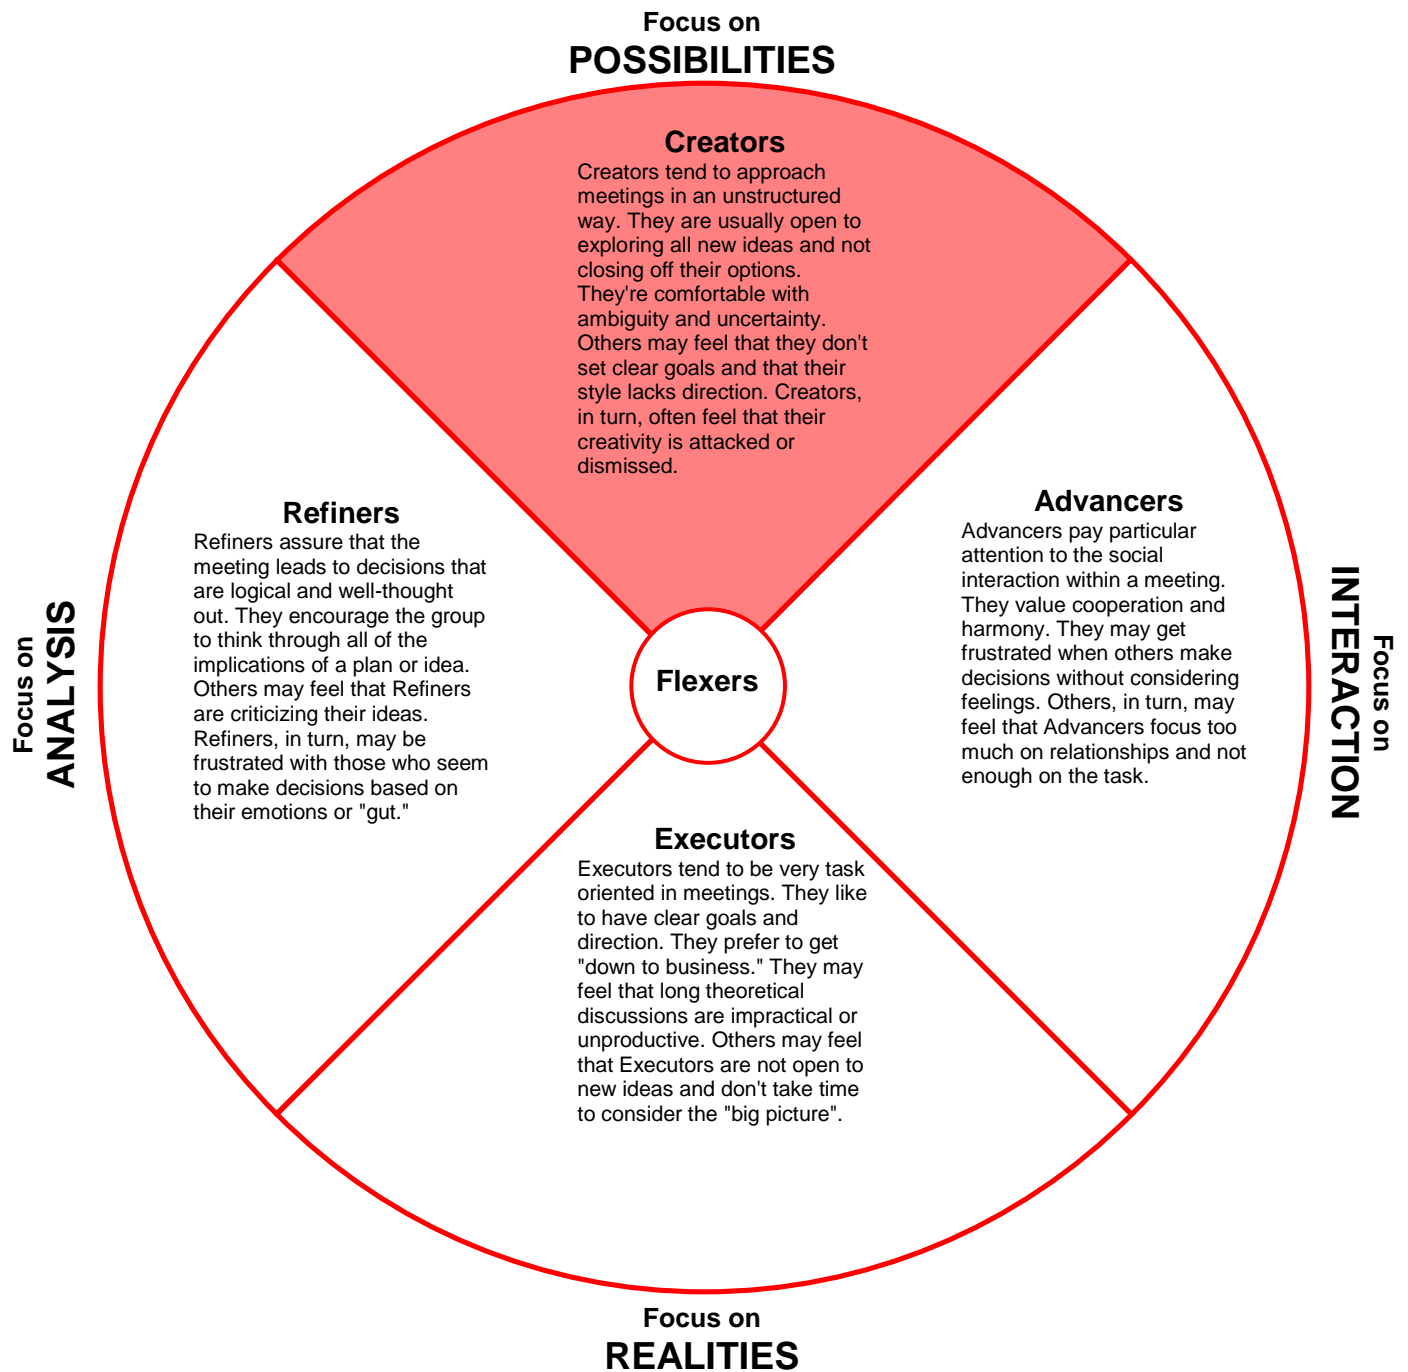 Focus on
POSSIBILITIES
Creators
Creators tend to approach
meetings in an unstructured
way. They are usually open to
exploring all new ideas and not
closing off their options.
They're comfortable with
ambiguity and uncertainty.
Others may feel that they don't
set clear goals and that their
style lacks direction. Creators,
in turn, often feel that their
creativity is attacked or
dismissed.
Focus on
ANALYSIS
Refiners
Refiners assure that the
meeting leads to decisions that
are logical and well-thought
out. They encourage the group
to think through all of the
implications of a plan or idea.
Others may feel that Refiners
are criticizing their ideas.
Refiners, in turn, may be
frustrated with those who seem
to make decisions based on
their emotions or "gut."
Flexers
Advancers
Advancers pay particular
attention to the social
interaction within a meeting.
They value cooperation and
harmony. They may get
frustrated when others make
decisions without considering
feelings. Others, in turn, may
feel that Advancers focus too
much on relationships and not
enough on the task.
Focus on
INTERACTION
Executors
Executors tend to be very task
oriented in meetings. They like
to have clear goals and
direction. They prefer to get
"down to business." They may
feel that long theoretical
discussions are impractical or
unproductive. Others may feel
that Executors are not open to
new ideas and don't take time
to consider the "big picture".
Focus on
REALITIES